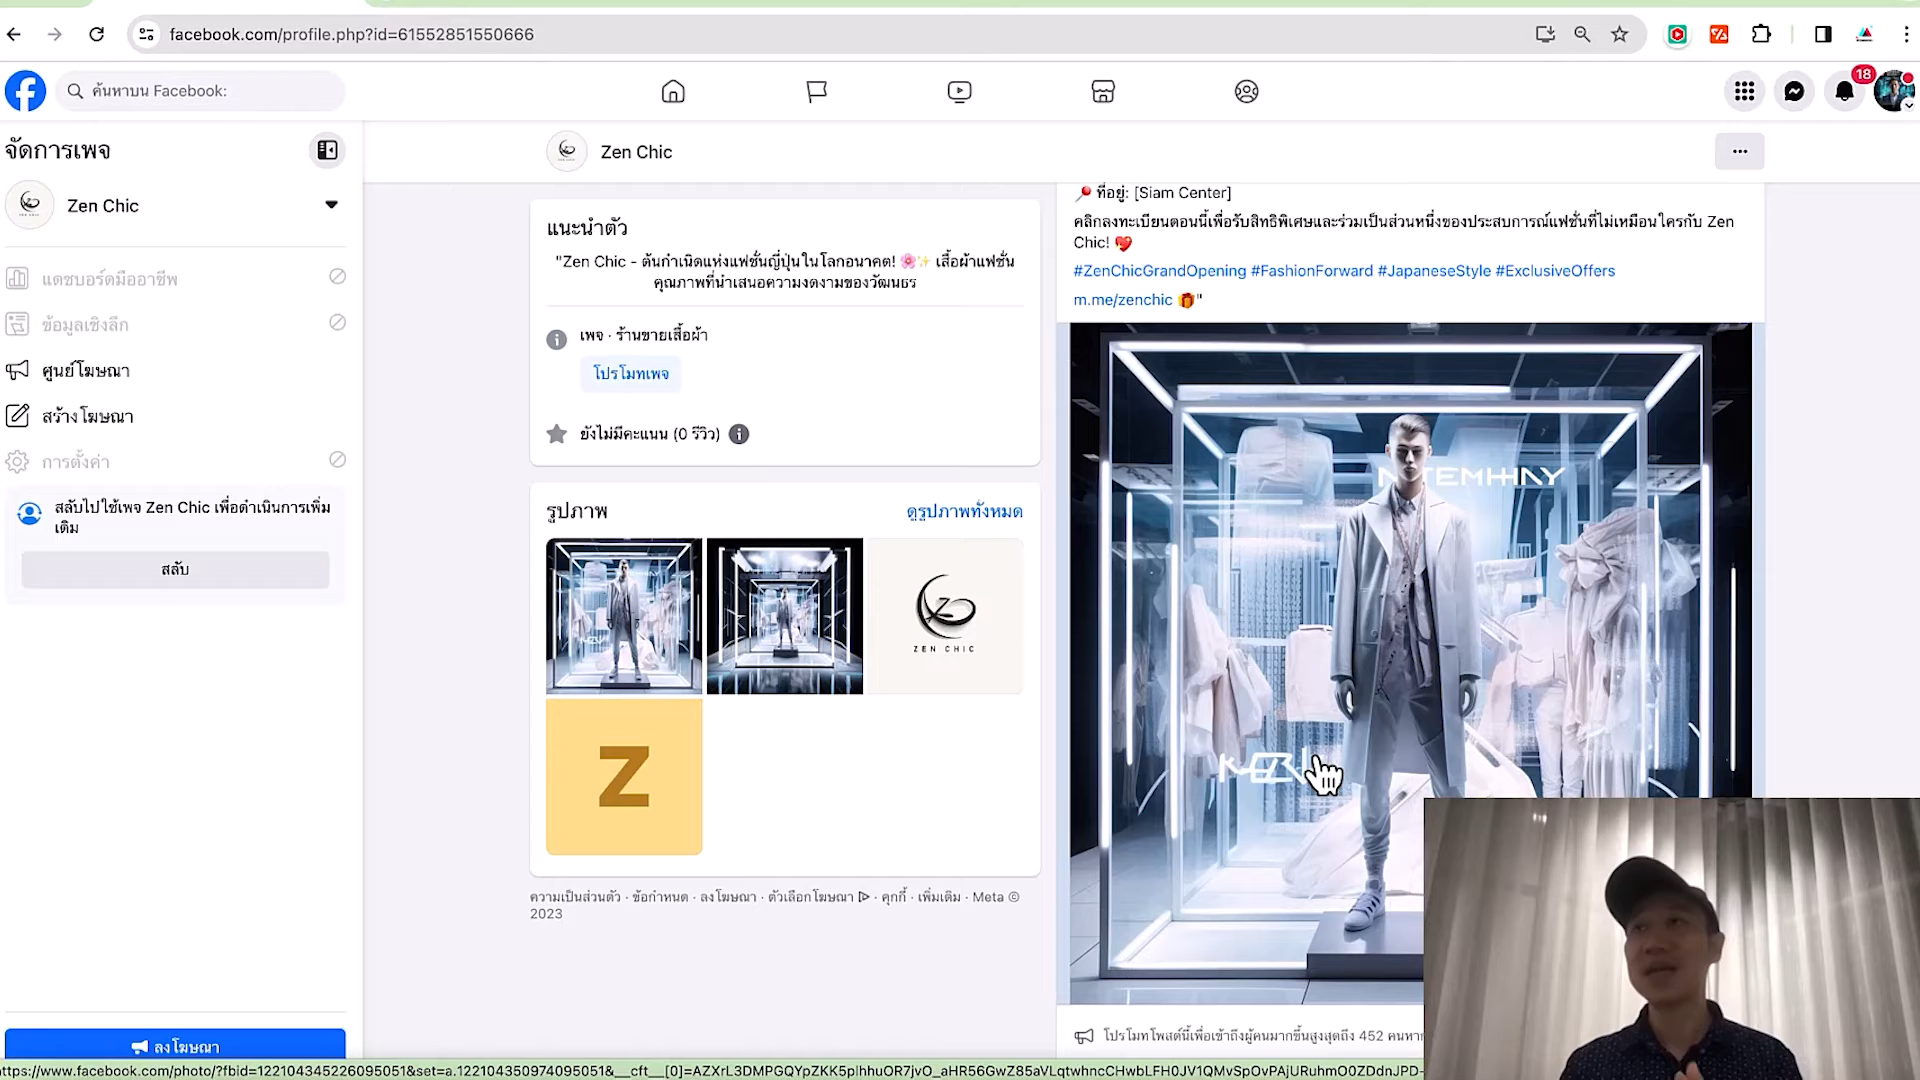 facebook.com/profile.php?id=61552851550666
ค้นหาบน Facebook:
18
จัดการเพจ
Zen Chic
Zen Chic
แดชบอร์ดมืออาชีพ
ข้อมูลเชิงลึก
ศูนย์โฆษณา
สร้างโฆษณา
การตั้งค่า
สลับไปใช้เพจ Zen Chic เพื่อดำเนินการเพิ่ม
เติม
สลับ
ลงโฆษณา
แนะนำตัว
"Zen Chic - ต้นกำเนิดแห่งแฟชั่นญี่ปุ่นในโลกอนาคต! 🌸✨ เสื้อผ้าแฟชั่น
คุณภาพที่นำเสนอความงดงามของวัฒนธร
เพจ · ร้านขายเสื้อผ้า
โปรโมทเพจ
ยังไม่มีคะแนน (0 รีวิว)
รูปภาพ
ดูรูปภาพทั้งหมด
ZEN CHIC
Z
ความเป็นส่วนตัว · ข้อกำหนด · ลงโฆษณา · ตัวเลือกโฆษณา · คุกกี้ · เพิ่มเติม · Meta ©
2023
📍 ที่อยู่: [Siam Center]
คลิกลงทะเบียนตอนนี้เพื่อรับสิทธิพิเศษและร่วมเป็นส่วนหนึ่งของประสบการณ์แฟชั่นที่ไม่เหมือนใครกับ Zen
Chic! 💖
#ZenChicGrandOpening #FashionForward #JapaneseStyle #ExclusiveOffers
m.me/zenchic 🎁"
โปรโมทโพสต์นี้เพื่อเข้าถึงผู้คนมากขึ้นสูงสุดถึง 452 คนหาก